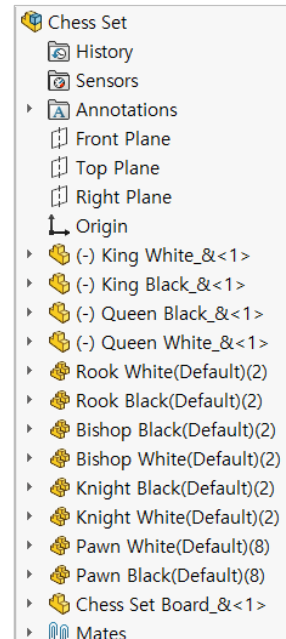 Chess Set
History
Sensors
Annotations
Front Plane
Top Plane
Right Plane
Origin
(-) King White_&<1>
(-) King Black_&<1>
(-) Queen Black_&<1>
(-) Queen White_&<1>
Rook White(Default)(2)
Rook Black(Default)(2)
Bishop Black(Default)(2)
Bishop White(Default)(2)
Knight Black(Default)(2)
Knight White(Default)(2)
Pawn White(Default)(8)
Pawn Black(Default)(8)
Chess Set Board_&<1>
Mates